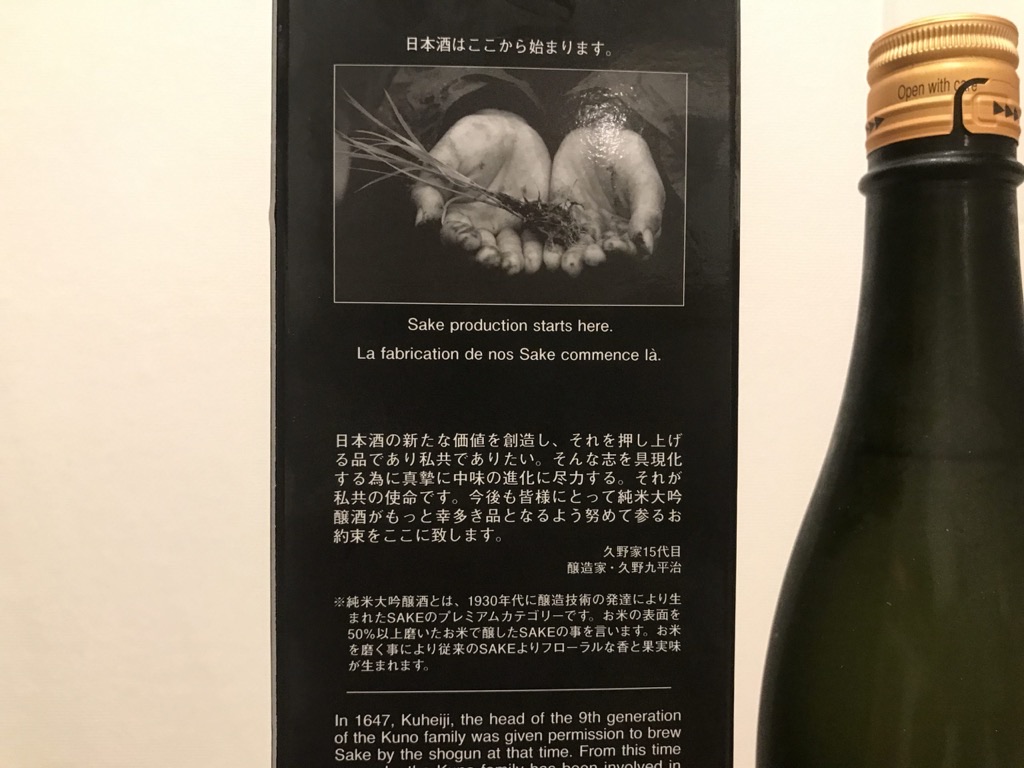 日本酒はここから始まります。
Open with care
Sake production starts here.
La fabrication de nos Sake commence là.
日本酒の新たな価値を創造し、それを押し上げ
る品であり私共でありたい。そんな志を具現化
する為に真摯に中味の進化に尽力する。それが
私共の使命です。今後も皆様にとって純米大吟
醸酒がもっと幸多き品となるよう努めて参るお
約束をここに致します。
久野家15代目
醸造家・久野九平治
※純米大吟醸酒とは、1930年代に醸造技術の発達により生
まれたSAKEのプレミアムカテゴリーです。お米の表面を
50%以上磨いたお米で醸したSAKEの事を言います。お米
を磨く事により従来のSAKEよりフローラルな香と果実味
が生まれます。
In 1647, Kuheiji, the head of the 9th generation
of the Kuno family was given permission to brew
Sake by the shogun at that time. From this time
the Kuno family has been involved in